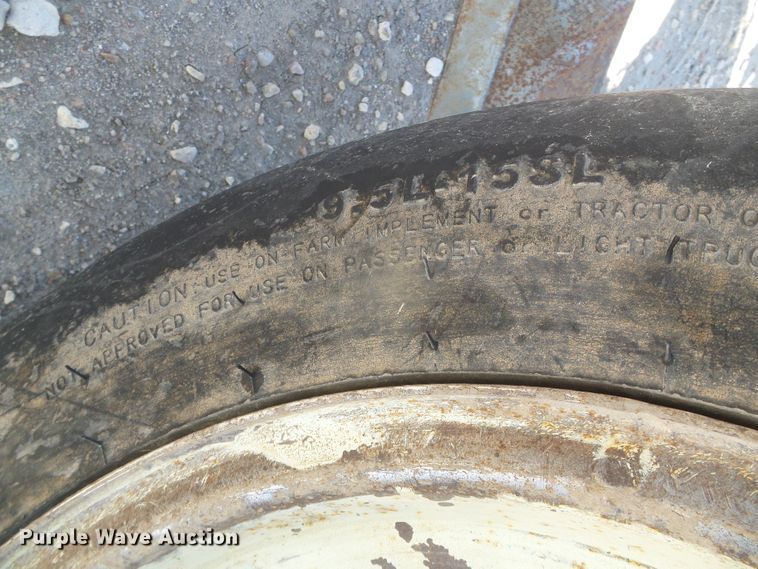 9.5L-15SL
CAUTION: USE ON FARM IMPLEMENT or TRACTOR O
NOT APPROVED FOR USE ON PASSENGER or LIGHT TRUC
Purple Wave Auction